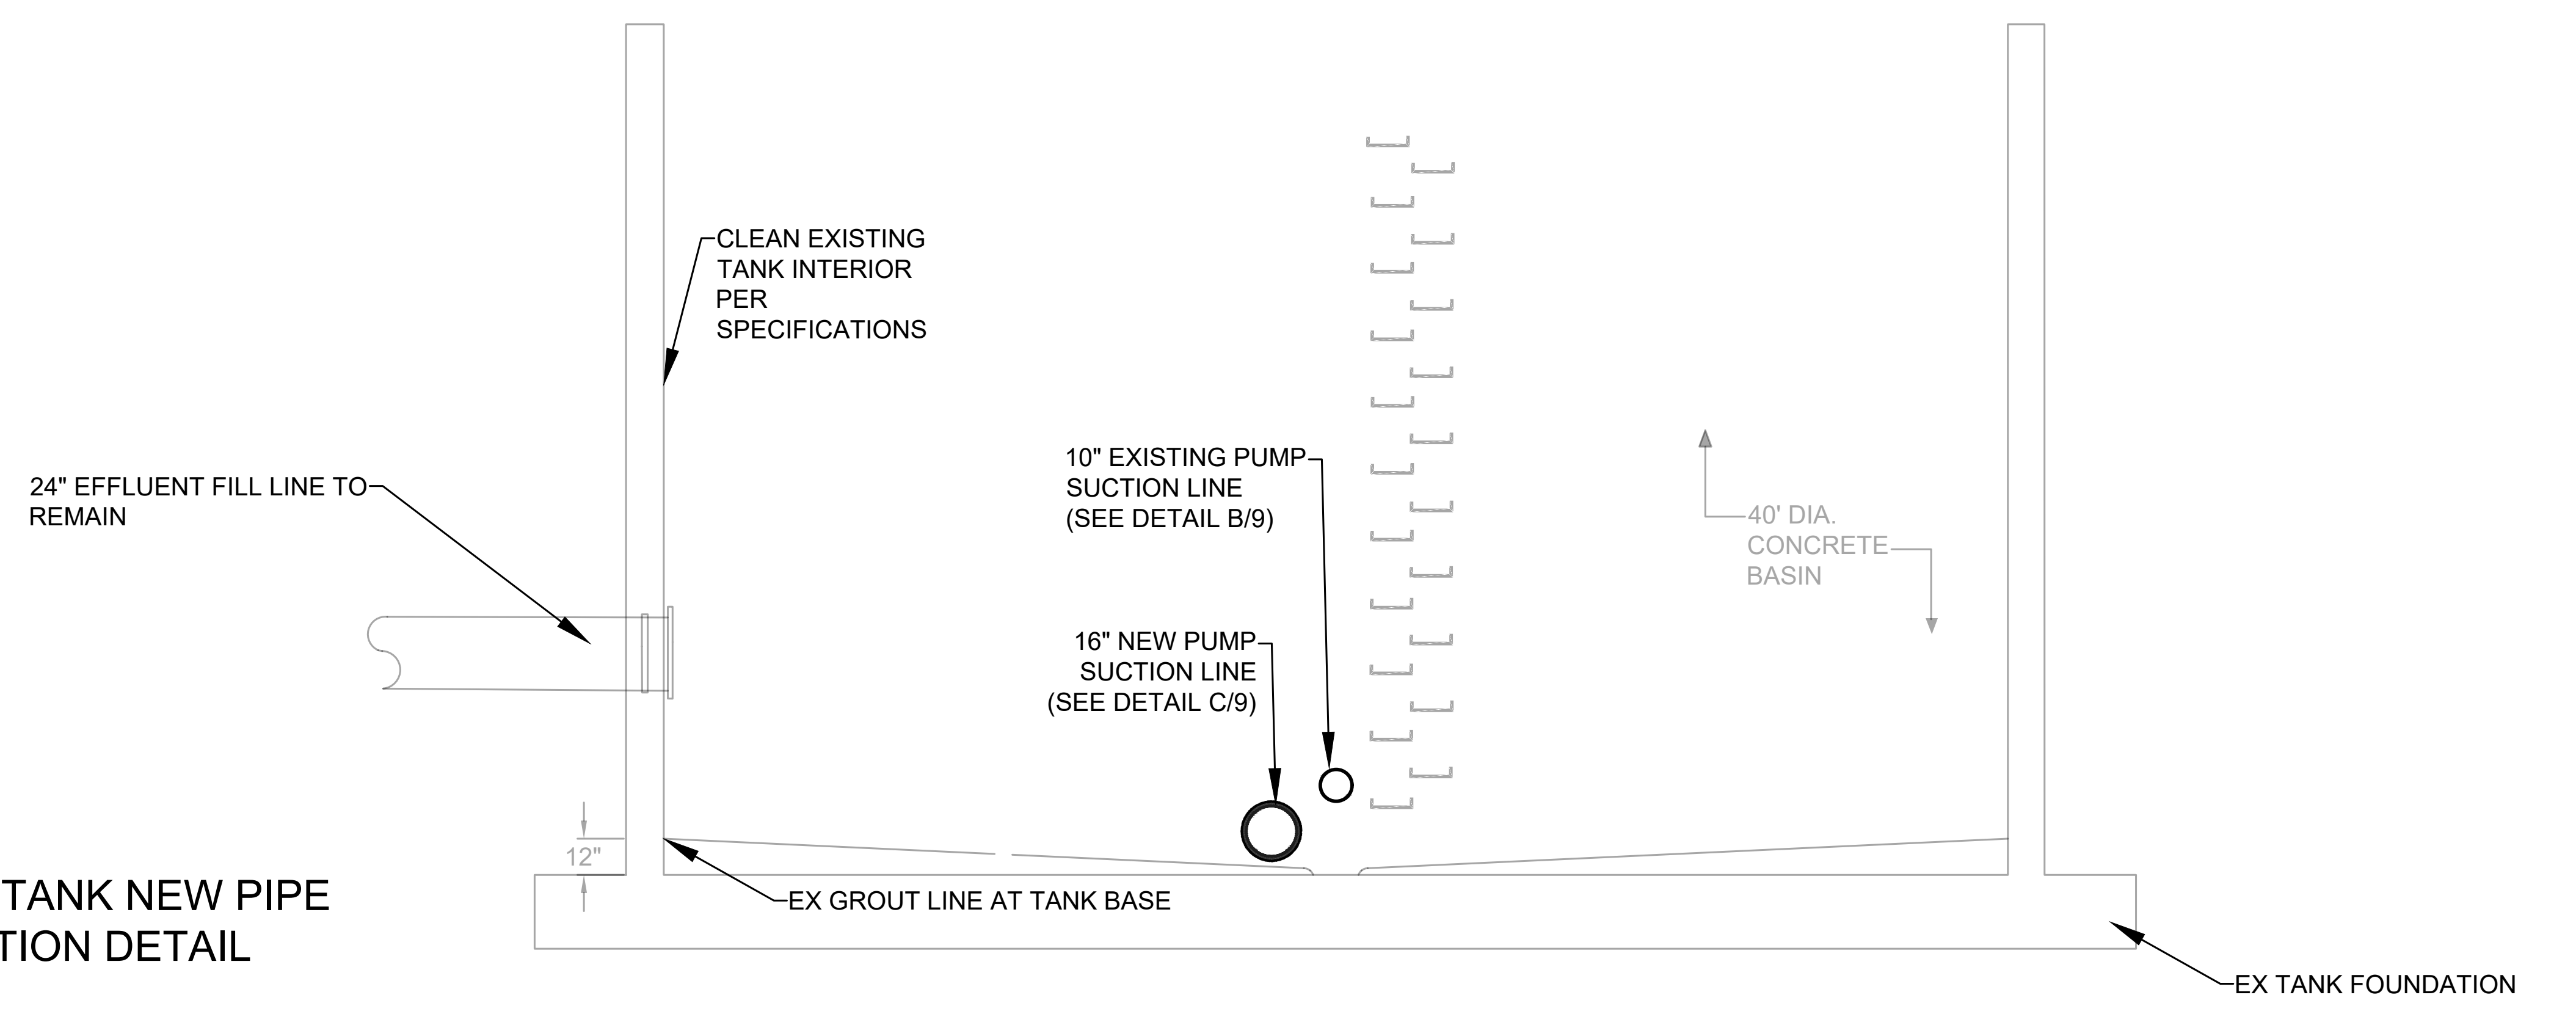 CLEAN EXISTING
TANK INTERIOR
PER
SPECIFICATIONS
24" EFFLUENT FILL LINE TO
REMAIN
10" EXISTING PUMP
SUCTION LINE
(SEE DETAIL B/9)
40' DIA.
CONCRETE
BASIN
16" NEW PUMP
SUCTION LINE
(SEE DETAIL C/9)
12"
TANK NEW PIPE
TION DETAIL
EX GROUT LINE AT TANK BASE
EX TANK FOUNDATION